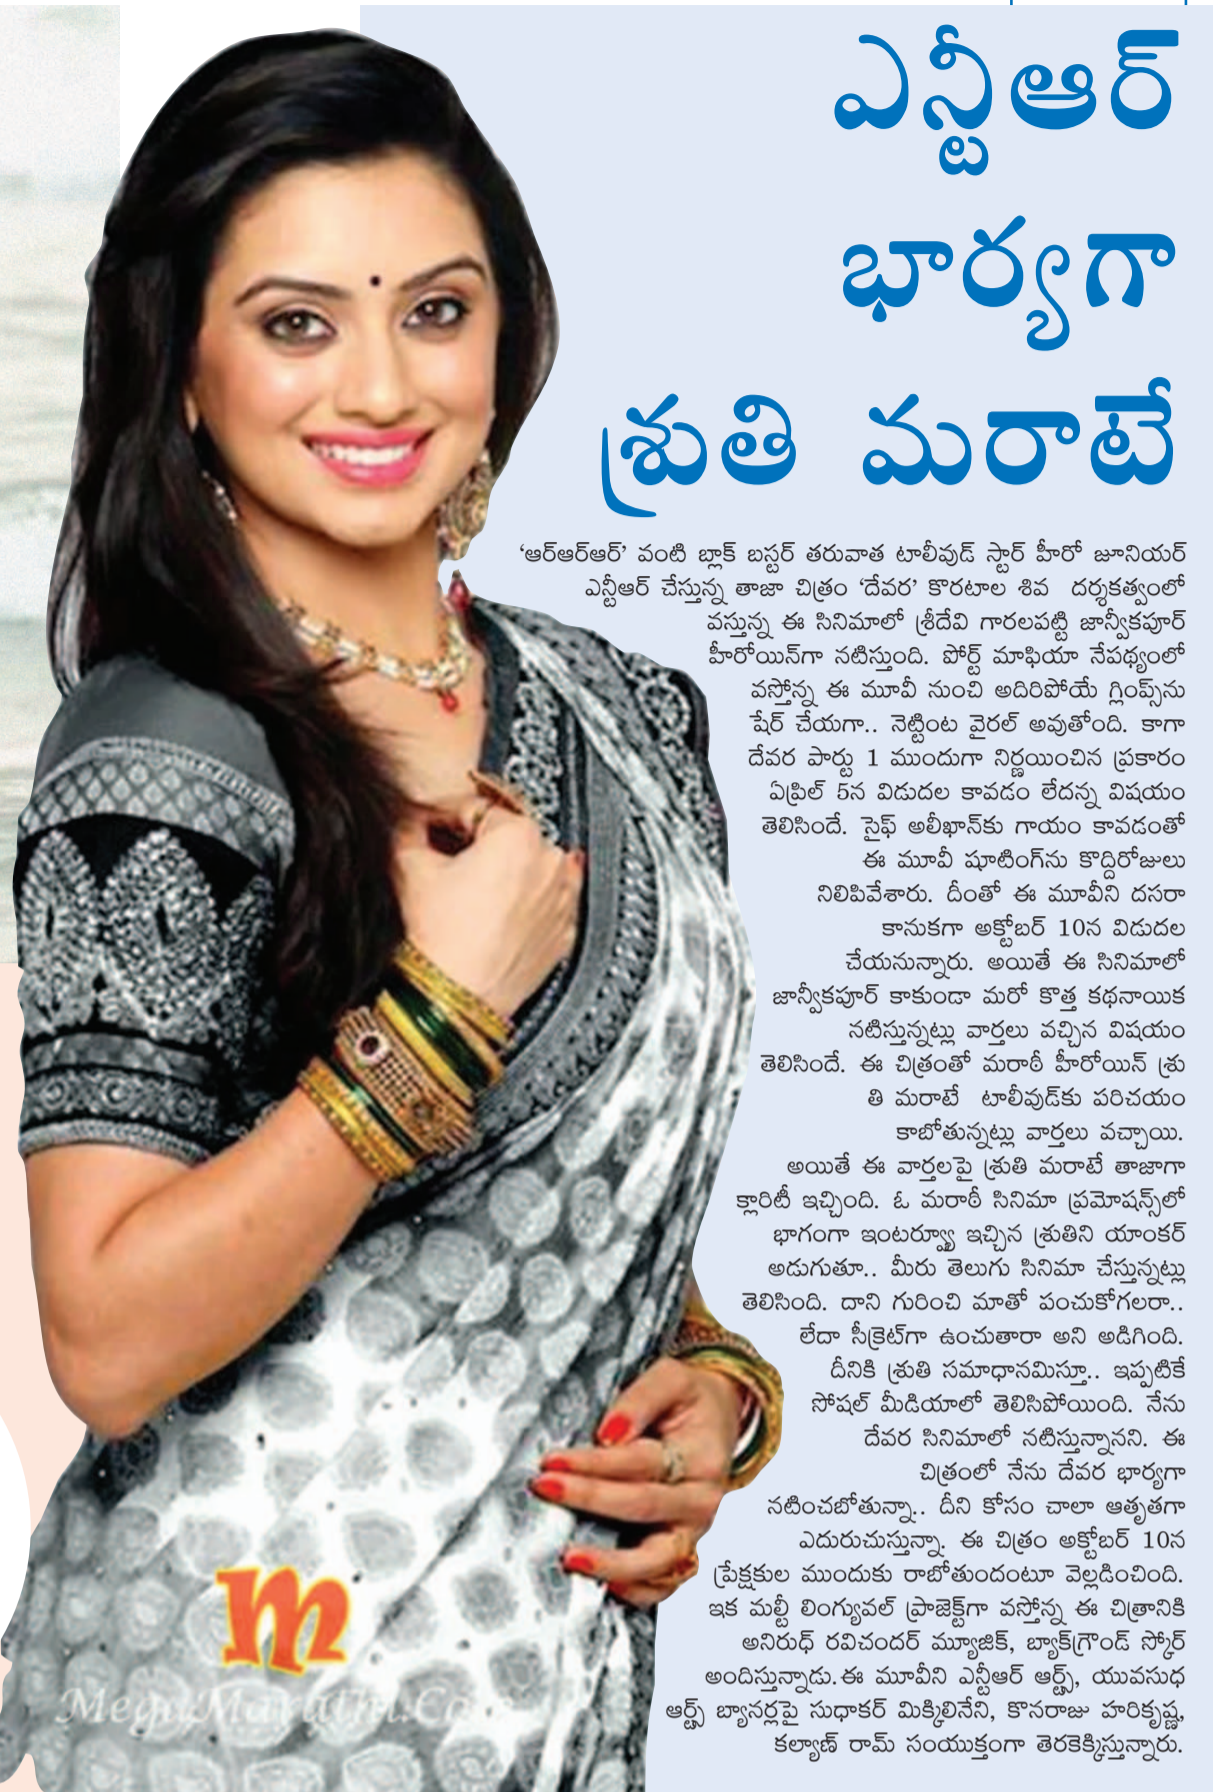 ఎన్టీఆర్
భార్యగా
శ్రుతి మరాటే
‘ఆర్ఆర్ఆర్’ వంటి బ్లాక్ బస్టర్ తరువాత టాలీవుడ్ స్టార్ హీరో జూనియర్
ఎన్టీఆర్ చేస్తున్న తాజా చిత్రం ‘దేవర’ కొరటాల శివ దర్శకత్వంలో
వస్తున్న ఈ సినిమాలో శ్రీదేవి గారలపట్టి జాన్వీకపూర్
హీరోయిన్‌గా నటిస్తుంది. పోర్ట్ మాఫియా నేపథ్యంలో
వస్తోన్న ఈ మూవీ నుంచి అదిరిపోయే గ్లింప్స్‌ను
షేర్ చేయగా.. నెట్టింట వైరల్ అవుతోంది. కాగా
దేవర పార్టు 1 ముందుగా నిర్ణయించిన ప్రకారం
ఏప్రిల్ 5న విడుదల కావడం లేదన్న విషయం
తెలిసిందే. సైఫ్ అలీఖాన్‌కు గాయం కావడంతో
ఈ మూవీ షూటింగ్‌ను కొద్దిరోజులు
నిలిపివేశారు. దీంతో ఈ మూవీని దసరా
కానుకగా అక్టోబర్ 10న విడుదల
చేయనున్నారు. అయితే ఈ సినిమాలో
జాన్వీకపూర్ కాకుండా మరో కొత్త కథనాయిక
నటిస్తున్నట్లు వార్తలు వచ్చిన విషయం
తెలిసిందే. ఈ చిత్రంతో మరాఠీ హీరోయిన్ శ్రు
తి మరాటే టాలీవుడ్‌కు పరిచయం
కాబోతున్నట్లు వార్తలు వచ్చాయి.
అయితే ఈ వార్తలపై శ్రుతి మరాటే తాజాగా
క్లారిటీ ఇచ్చింది. ఓ మరాఠీ సినిమా ప్రమోషన్స్‌లో
భాగంగా ఇంటర్వ్యూ ఇచ్చిన శ్రుతిని యాంకర్
అడుగుతూ.. మీరు తెలుగు సినిమా చేస్తున్నట్లు
తెలిసింది. దాని గురించి మాతో పంచుకోగలరా..
లేదా సీక్రెట్‌గా ఉంచుతారా అని అడిగింది.
దీనికి శ్రుతి సమాధానమిస్తూ.. ఇప్పటికే
సోషల్ మీడియాలో తెలిసిపోయింది. నేను
దేవర సినిమాలో నటిస్తున్నానని. ఈ
చిత్రంలో నేను దేవర భార్యగా
నటించబోతున్నా.. దీని కోసం చాలా ఆతృతగా
ఎదురుచుస్తున్నా. ఈ చిత్రం అక్టోబర్ 10న
ప్రేక్షకుల ముందుకు రాబోతుందంటూ వెల్లడించింది.
ఇక మల్టీ లింగ్యువల్ ప్రాజెక్ట్‌గా వస్తోన్న ఈ చిత్రానికి
అనిరుధ్ రవిచందర్ మ్యూజిక్, బ్యాక్‌గ్రౌండ్ స్కోర్
అందిస్తున్నాడు.ఈ మూవీని ఎన్టీఆర్ ఆర్ట్స్, యువసుధ
ఆర్ట్స్ బ్యానర్లపై సుధాకర్ మిక్కిలినేని, కొనరాజు హరికృష్ణ,
కల్యాణ్ రామ్ సంయుక్తంగా తెరకెక్కిస్తున్నారు.
m